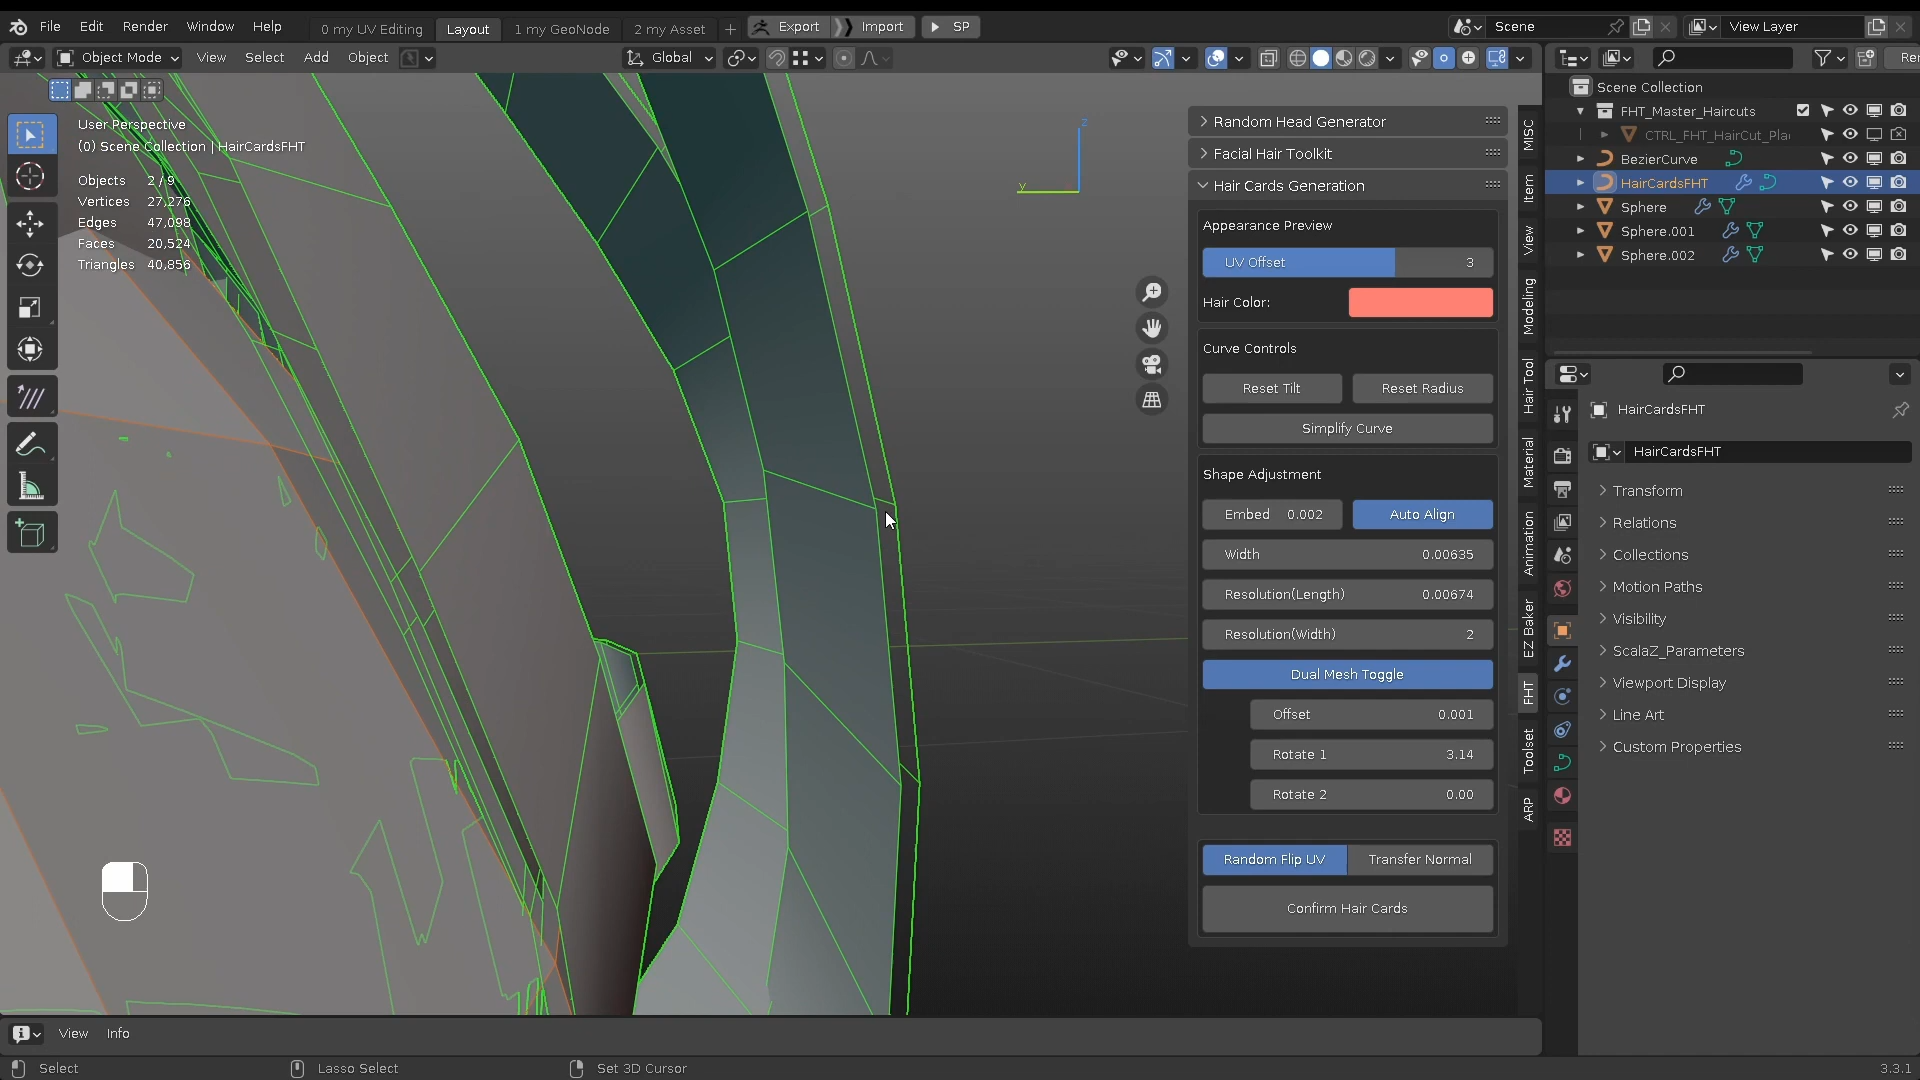 File Edit Render Window Help 0 my UV Editing Layout 1 my GeoNode 2 my Asset + Export Import SP Scene View Layer
Object Mode View Select Add Object Global Ren
User Perspective
(0) Scene Collection | HairCardsFHT
Objects 2/9
Vertices 27,276
Edges 47,098
Faces 20,524
Triangles 40,856
z
y
Random Head Generator
Facial Hair Toolkit
Hair Cards Generation
Appearance Preview
UV Offset 3
Hair Color:
Curve Controls
Reset Tilt Reset Radius
Simplify Curve
Shape Adjustment
Embed 0.002 Auto Align
Width 0.00635
Resolution(Length) 0.00674
Resolution(Width) 2
Dual Mesh Toggle
Offset 0.001
Rotate 1 3.14
Rotate 2 0.00
Random Flip UV Transfer Normal
Confirm Hair Cards
MISC
Item
View
Modeling
Hair Tool
Material
Animation
EZ Baker
FHT
Toolset
ARP
Scene Collection
FHT_Master_Haircuts
CTRL_FHT_HairCut_Pla
BezierCurve
HairCardsFHT
Sphere
Sphere.001
Sphere.002
HairCardsFHT
HairCardsFHT
Transform
Relations
Collections
Motion Paths
Visibility
ScalaZ_Parameters
Viewport Display
Line Art
Custom Properties
View Info
Select Lasso Select Set 3D Cursor 3.3.1